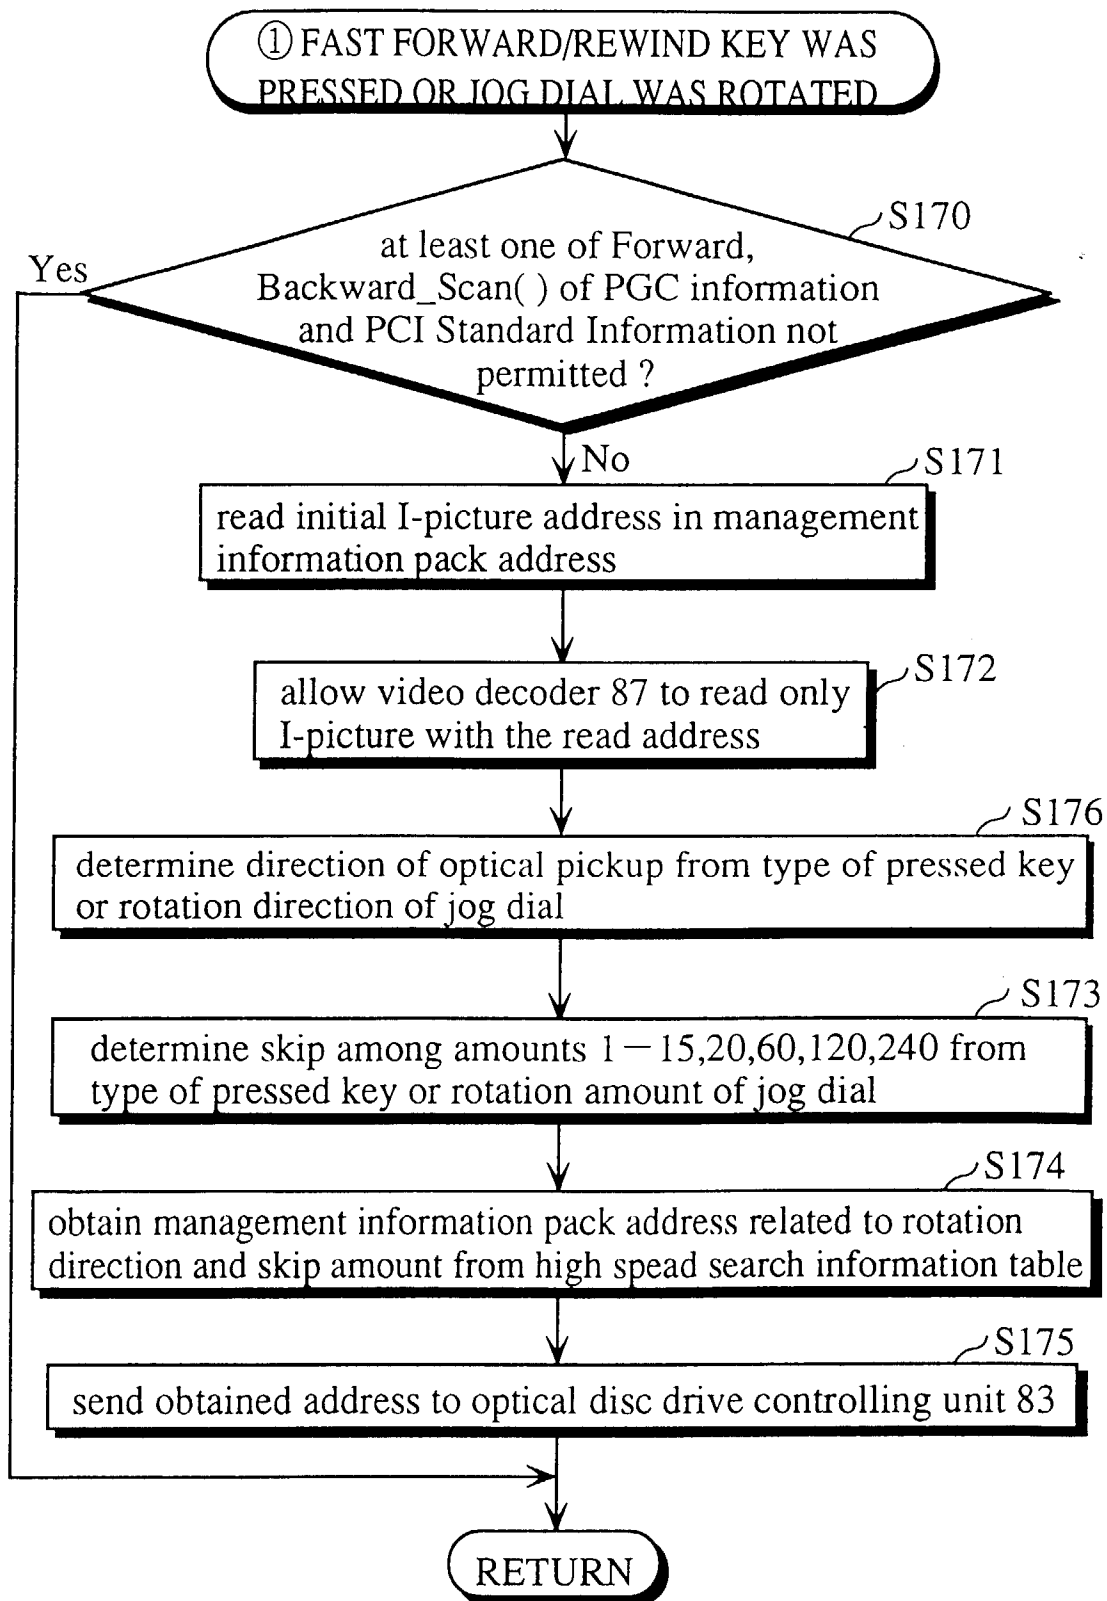 ① FAST FORWARD/REWIND KEY WAS
PRESSED OR JOG DIAL WAS ROTATED
S170
Yes
at least one of Forward,
Backward_Scan( ) of PGC information
and PCI Standard Information not
permitted ?
No
S171
read initial I-picture address in management
information pack address
S172
allow video decoder 87 to read only
I-picture with the read address
S176
determine direction of optical pickup from type of pressed key
or rotation direction of jog dial
S173
determine skip among amounts 1－15,20,60,120,240 from
type of pressed key or rotation amount of jog dial
S174
obtain management information pack address related to rotation
direction and skip amount from high spead search information table
S175
send obtained address to optical disc drive controlling unit 83
RETURN